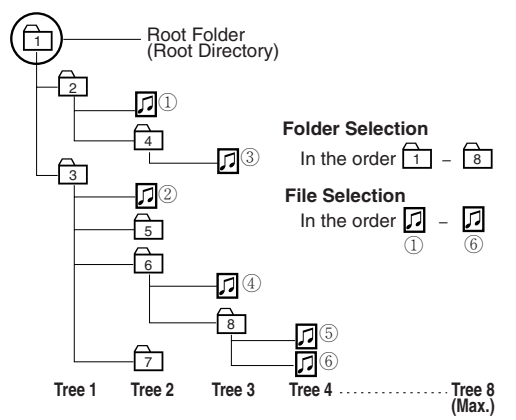 1
Root Folder
(Root Directory)
2
①
4
③
Folder Selection
In the order 1 – 8
3
②
File Selection
In the order –
① ⑥
5
6
④
8
⑤
⑥
7
Tree 1 Tree 2 Tree 3 Tree 4 ............... Tree 8
(Max.)